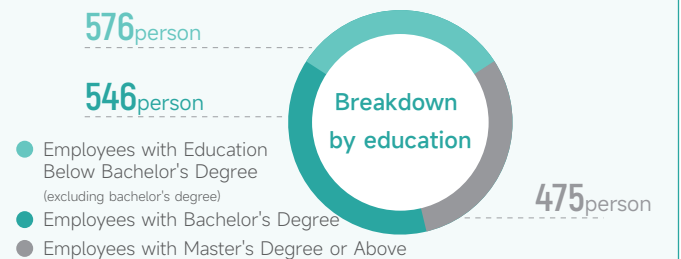 576person
546person
Breakdown
by education
Employees with Education
Below Bachelor's Degree
(excluding bachelor's degree)
475person
Employees with Bachelor's Degree
Employees with Master's Degree or Above